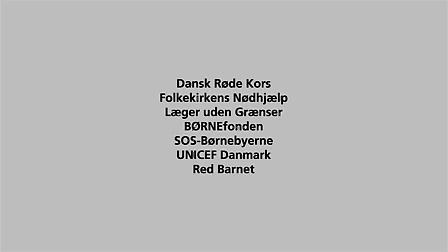 Dansk Røde Kors
Folkekirkens Nødhjælp
Læger uden Grænser
BØRNEfonden
SOS-Børnebyerne
UNICEF Danmark
Red Barnet